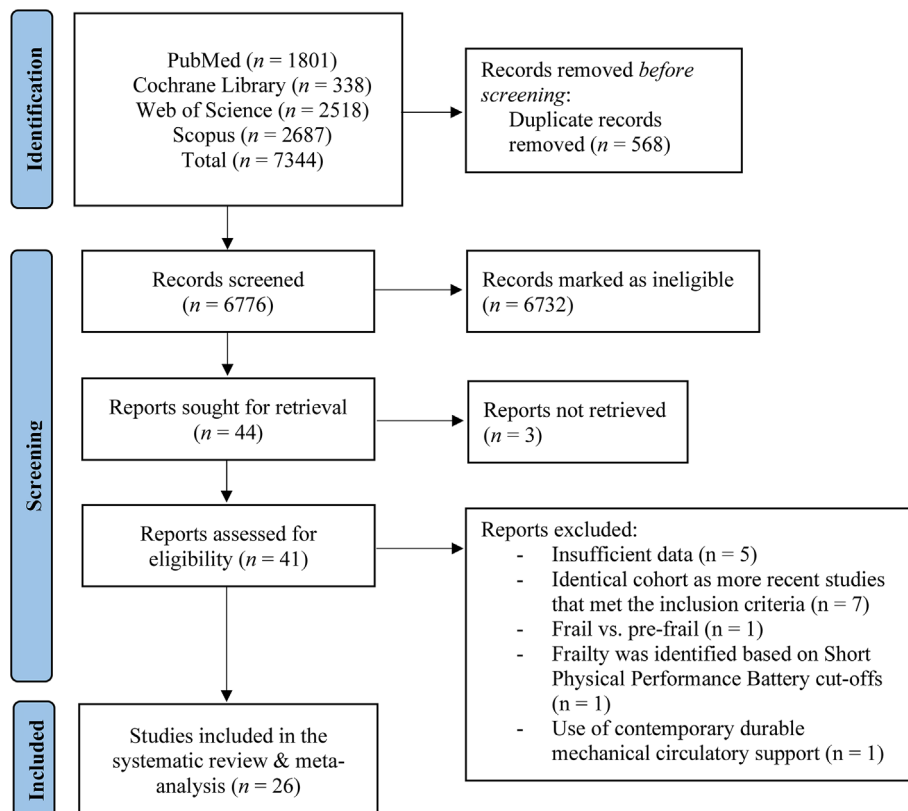 Identification
PubMed (n = 1801)
Cochrane Library (n = 338)
Web of Science (n = 2518)
Scopus (n = 2687)
Total (n = 7344)
Records removed before
screening:
Duplicate records
removed (n = 568)
Screening
Records screened
(n = 6776)
Records marked as ineligible
(n = 6732)
Reports sought for retrieval
(n = 44)
Reports not retrieved
(n = 3)
Reports assessed for
eligibility (n = 41)
Reports excluded:
- Insufficient data (n = 5)
- Identical cohort as more recent studies
that met the inclusion criteria (n = 7)
- Frail vs. pre-frail (n = 1)
- Frailty was identified based on Short
Physical Performance Battery cut-offs
(n = 1)
- Use of contemporary durable
mechanical circulatory support (n = 1)
Included
Studies included in the
systematic review & meta-
analysis (n = 26)